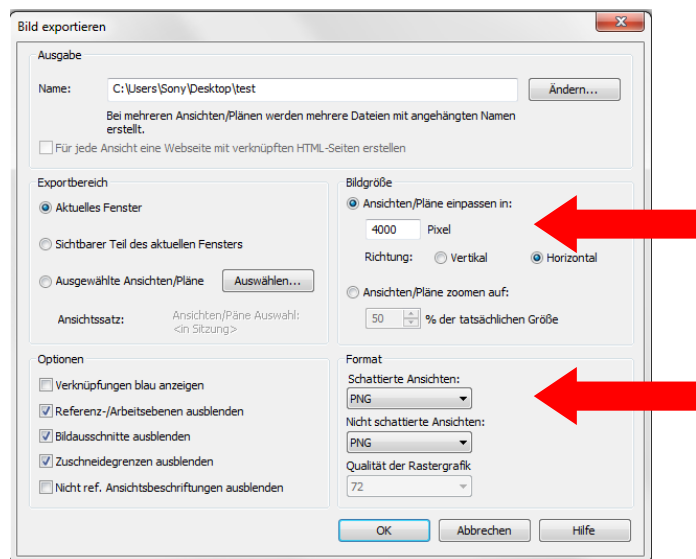 Bild exportieren
Ausgabe
Name: C:\Users\Sony\Desktop\test Ändern...
Bei mehreren Ansichten/Plänen werden mehrere Dateien mit angehängten Namen
erstellt.
Für jede Ansicht eine Webseite mit verknüpften HTML-Seiten erstellen
Exportbereich
Aktuelles Fenster
Sichtbarer Teil des aktuellen Fensters
Ausgewählte Ansichten/Pläne Auswählen...
Ansichtssatz: Ansichten/Päne Auswahl:
<in Sitzung>
Bildgröße
Ansichten/Pläne einpassen in:
4000 Pixel
Richtung: Vertikal Horizontal
Ansichten/Pläne zoomen auf:
50 % der tatsächlichen Größe
Optionen
Verknüpfungen blau anzeigen
Referenz-/Arbeitsebenen ausblenden
Bildausschnitte ausblenden
Zuschneidegrenzen ausblenden
Nicht ref. Ansichtsbeschriftungen ausblenden
Format
Schattierte Ansichten:
PNG
Nicht schattierte Ansichten:
PNG
Qualität der Rastergrafik
72
OK Abbrechen Hilfe